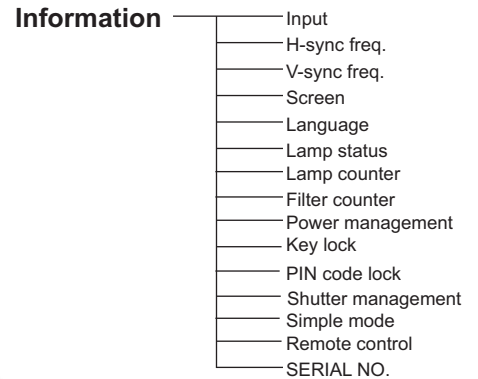 Information
Input
H-sync freq.
V-sync freq.
Screen
Language
Lamp status
Lamp counter
Filter counter
Power management
Key lock
PIN code lock
Shutter management
Simple mode
Remote control
SERIAL NO.